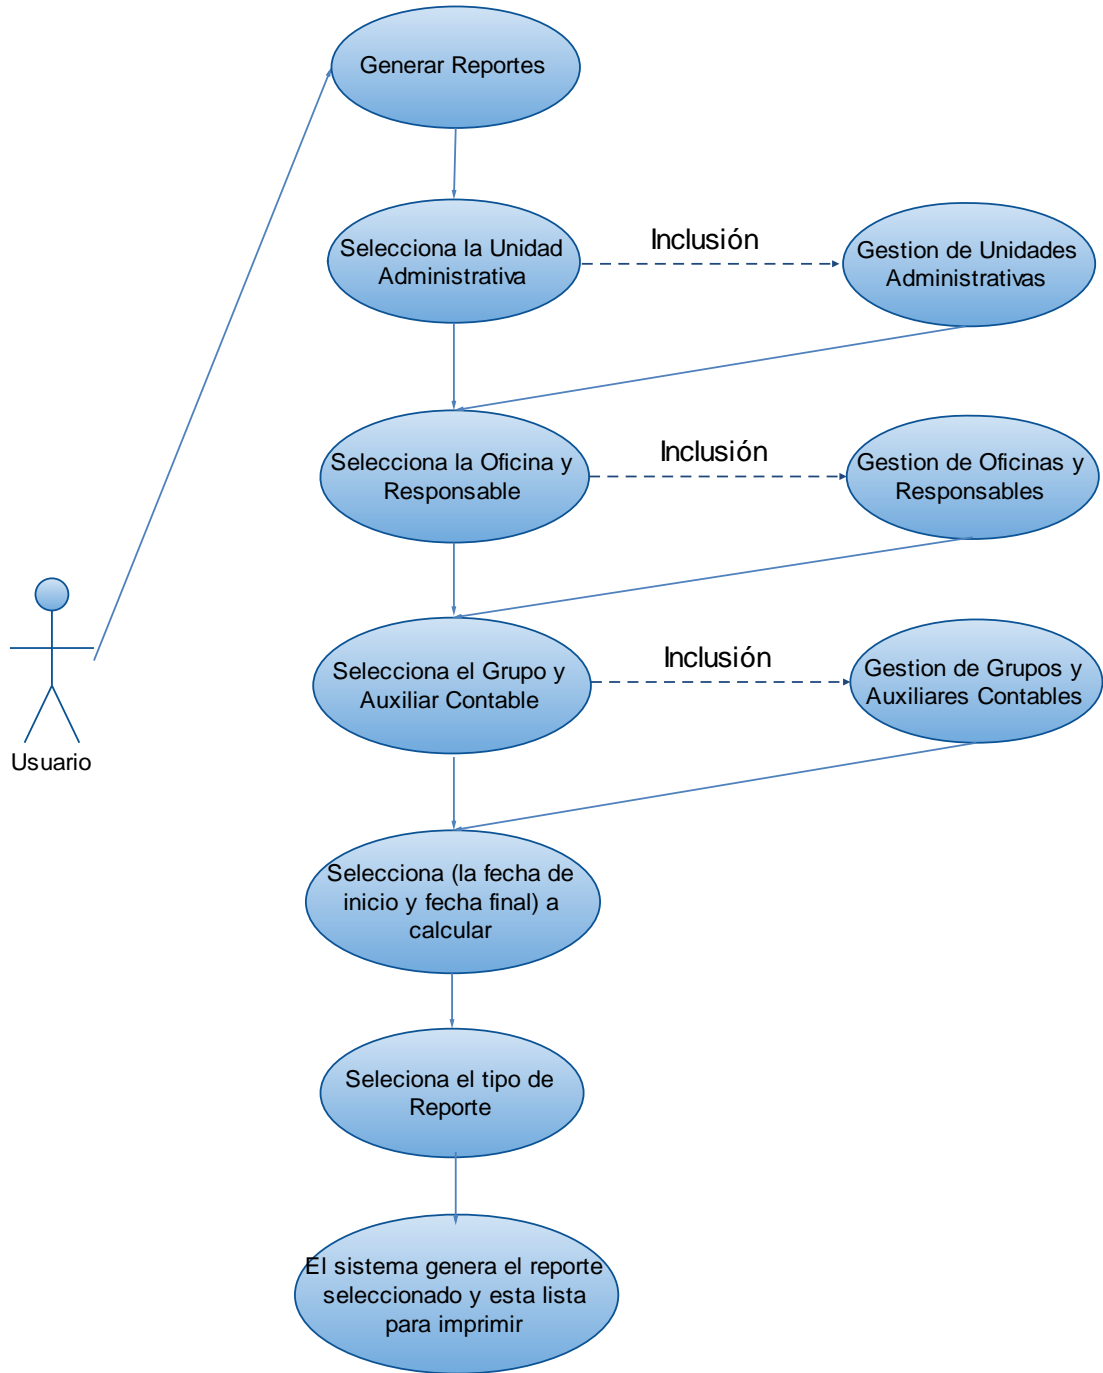 Generar Reportes
Selecciona la Unidad
Administrativa
Inclusión
Gestion de Unidades
Administrativas
Selecciona la Oficina y
Responsable
Inclusión
Gestion de Oficinas y
Responsables
Selecciona el Grupo y
Auxiliar Contable
Inclusión
Gestion de Grupos y
Auxiliares Contables
Usuario
Selecciona (la fecha de
inicio y fecha final) a
calcular
Seleciona el tipo de
Reporte
El sistema genera el reporte
seleccionado y esta lista
para imprimir